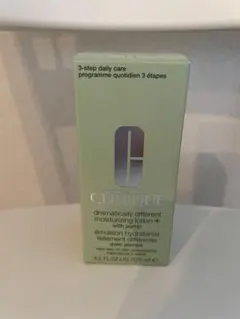 3-step daily care
programme quotidien 3 étapes
CLINIQUE
dramatically different
moisturizing lotion+
with pump
émulsion hydratante
tellement différente
avec pompe